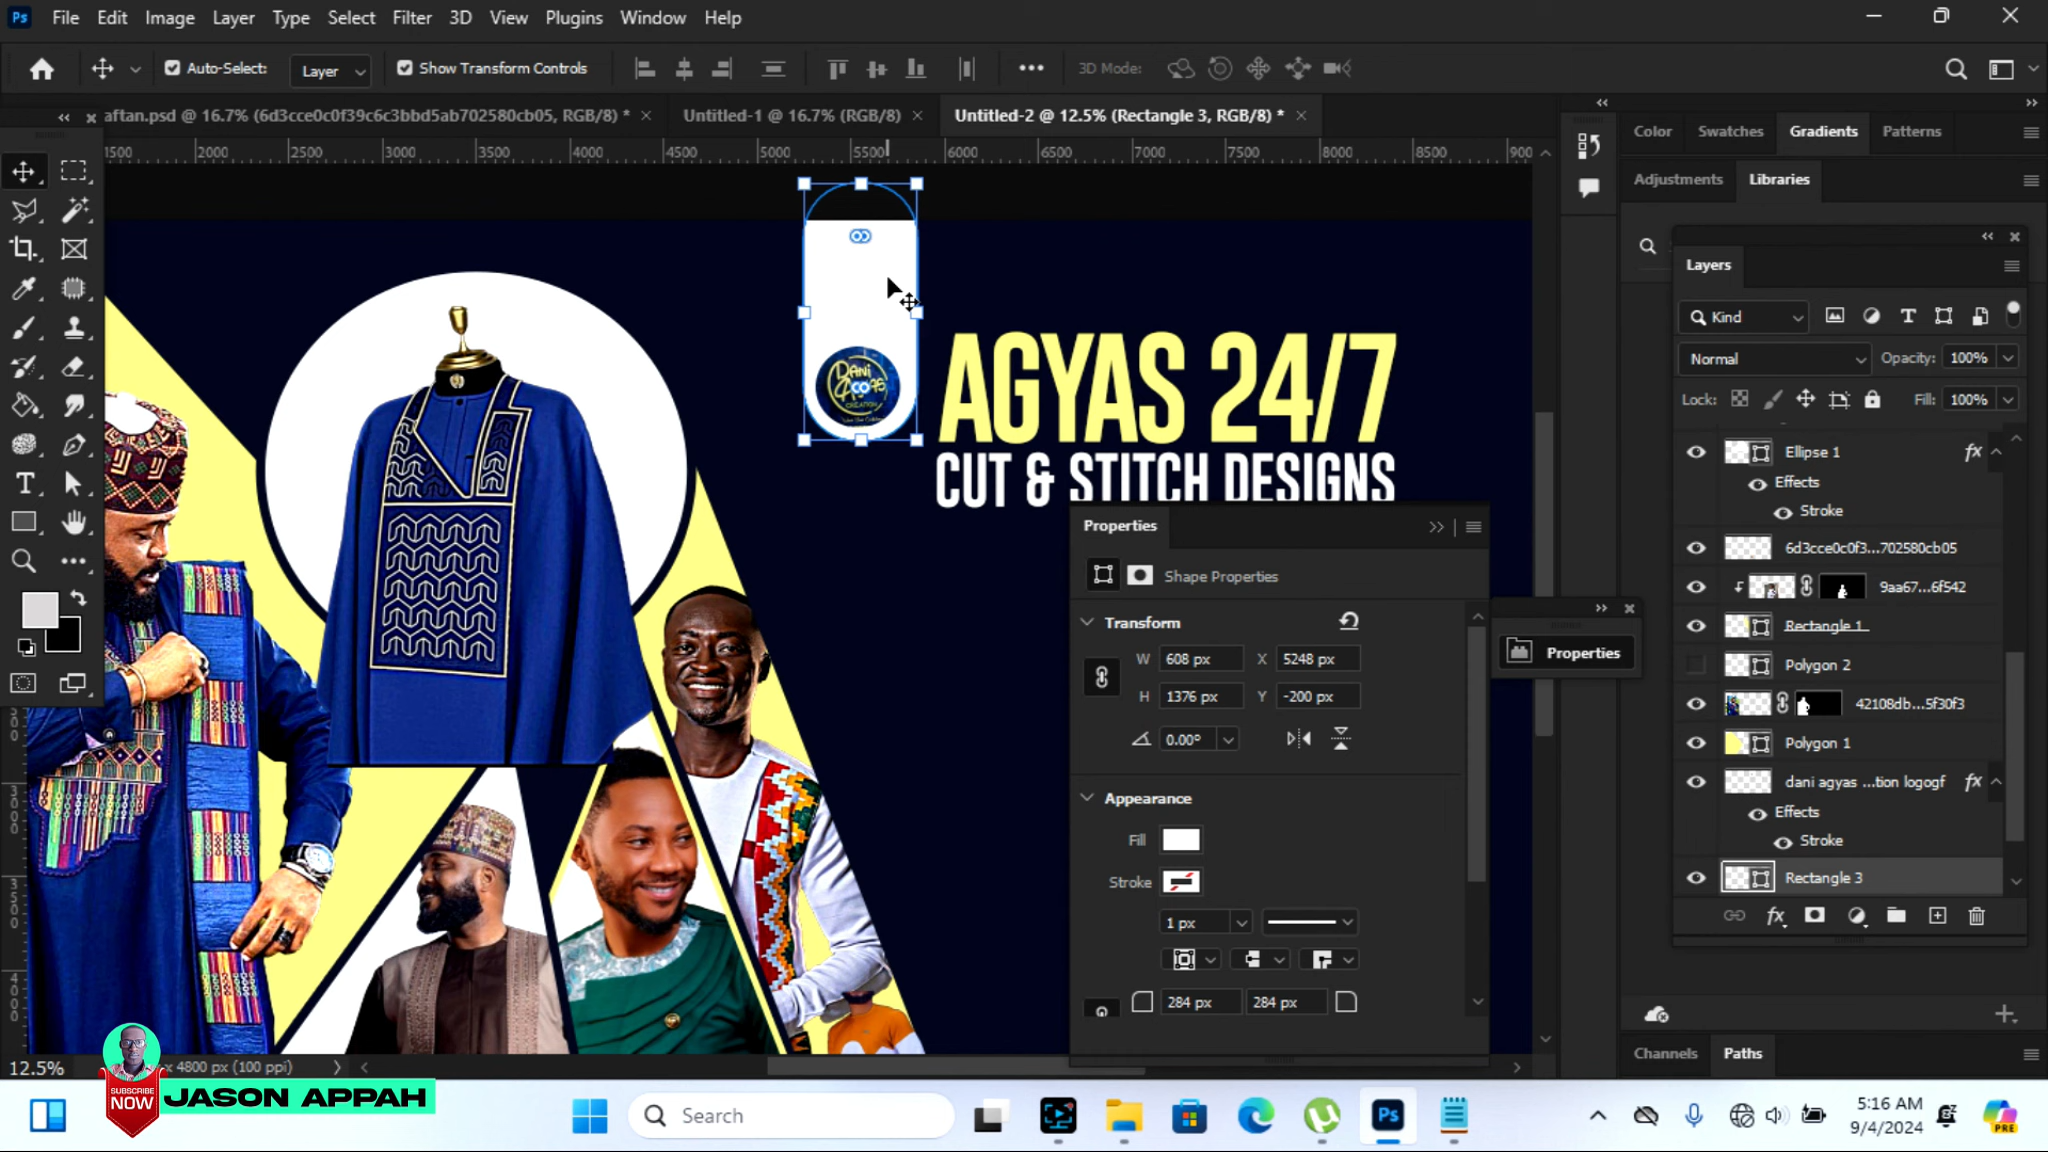 Ps File Edit Image Layer Type Select Filter 3D View Plugins Window Help
Auto-Select: Layer Show Transform Controls ••• 3D Mode:
aftan.psd @ 16.7% (6d3cce0c0f39c6c3bbd5ab702580cb05, RGB/8) * Untitled-1 @ 16.7% (RGB/8) Untitled-2 @ 12.5% (Rectangle 3, RGB/8) *
1500 2000 2500 3000 3500 4000 4500 5000 5500 6000 6500 7000 7500 8000 8500 900
Color Swatches Gradients Patterns
Adjustments Libraries
Layers
Kind
Normal Opacity: 100%
Lock: Fill: 100%
Ellipse 1 fx
Effects
Stroke
6d3cce0c0f3...702580cb05
9aa67...6f542
Rectangle 1
Polygon 2
42108db...5f30f3
Polygon 1
dani agyas ...tion logogf fx
Effects
Stroke
Rectangle 3
fx
Channels Paths
AGYAS 24/7
CUT & STITCH DESIGNS
Properties
Shape Properties
Transform
W 608 px X 5248 px
H 1376 px Y -200 px
0.00°
Appearance
Fill
Stroke
1 px
284 px 284 px
Properties
12.5% x 4800 px (100 ppi)
SUBSCRIBE
NOW
JASON APPAH
Search
Ps
5:16 AM
9/4/2024
PRE